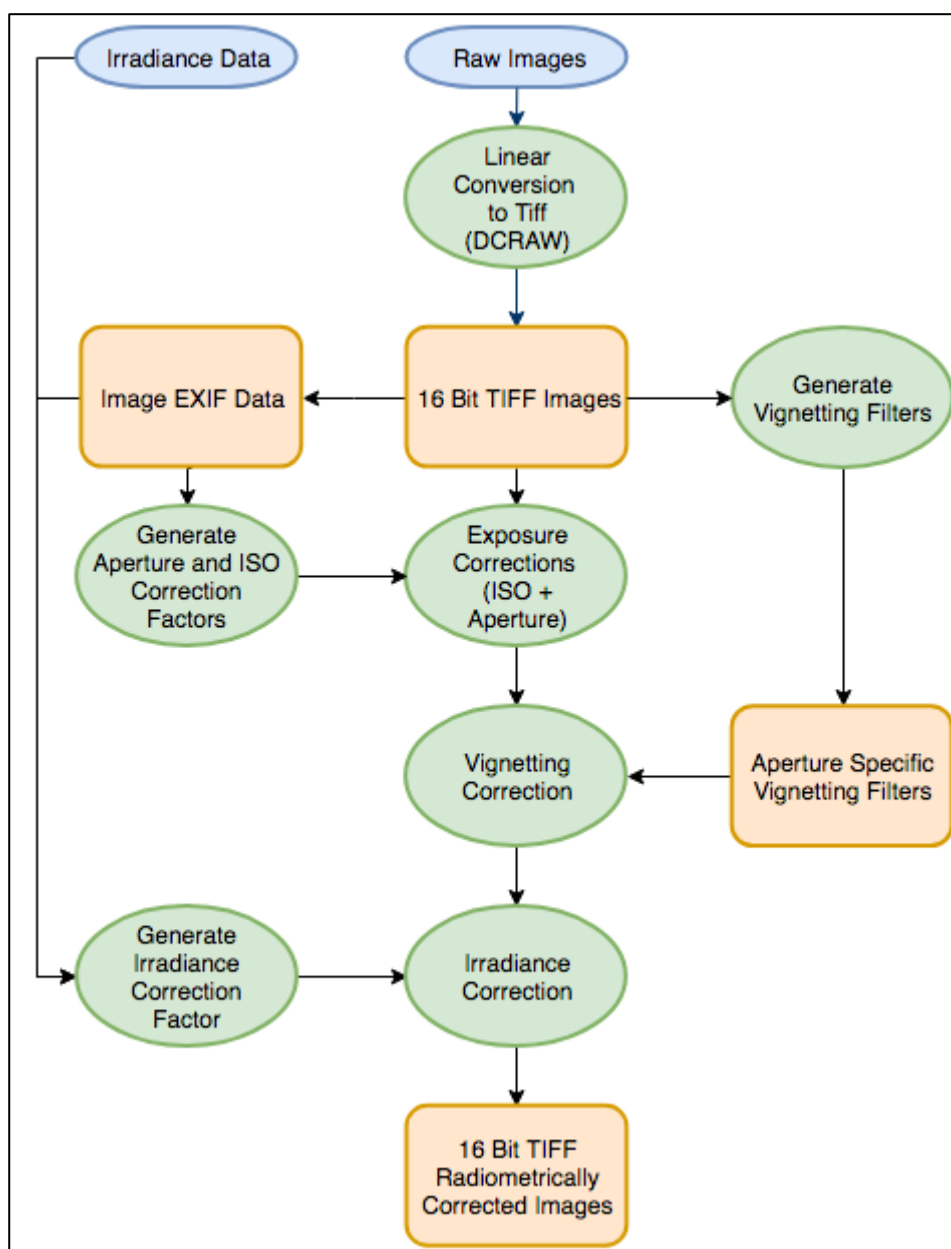 Irradiance Data
Raw Images
Linear
Conversion
to Tiff
(DCRAW)
Image EXIF Data
16 Bit TIFF Images
Generate
Vignetting Filters
Generate
Aperture and ISO
Correction
Factors
Exposure
Corrections
(ISO +
Aperture)
Vignetting
Correction
Aperture Specific
Vignetting Filters
Generate
Irradiance
Correction
Factor
Irradiance
Correction
16 Bit TIFF
Radiometrically
Corrected Images